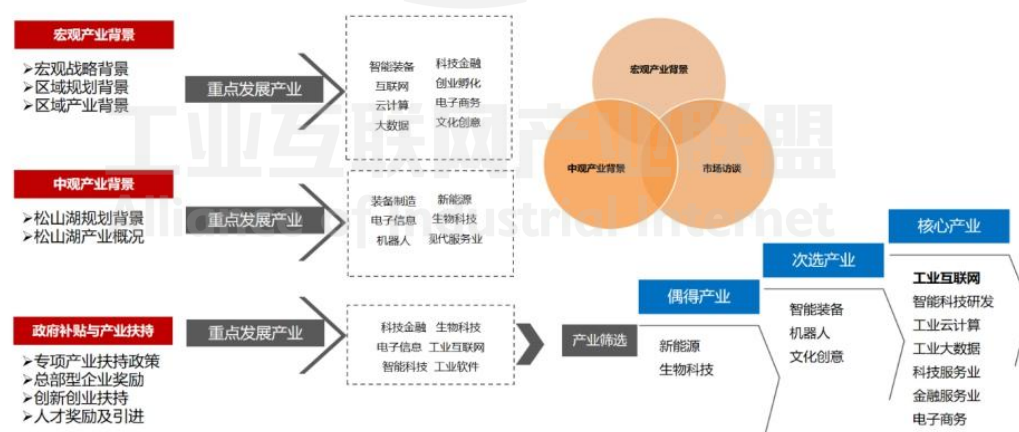 宏观产业背景
➢宏观战略背景
➢区域规划背景
➢区域产业背景
重点发展产业
智能装备 科技金融
互联网 创业孵化
云计算 电子商务
大数据 文化创意
宏观产业背景
中观产业背景
市场访谈
工业互联网产业联盟
Alliance of Industrial Internet
中观产业背景
➢松山湖规划背景
➢松山湖产业概况
重点发展产业
装备制造 新能源
电子信息 生物科技
机器人 现代服务业
政府补贴与产业扶持
➢专项产业扶持政策
➢总部型企业奖励
➢创新创业扶持
➢人才奖励及引进
重点发展产业
科技金融 生物科技
电子信息 工业互联网
智能科技 工业软件
产业筛选
偶得产业
新能源
生物科技
次选产业
智能装备
机器人
文化创意
核心产业
工业互联网
智能科技研发
工业云计算
工业大数据
科技服务业
金融服务业
电子商务